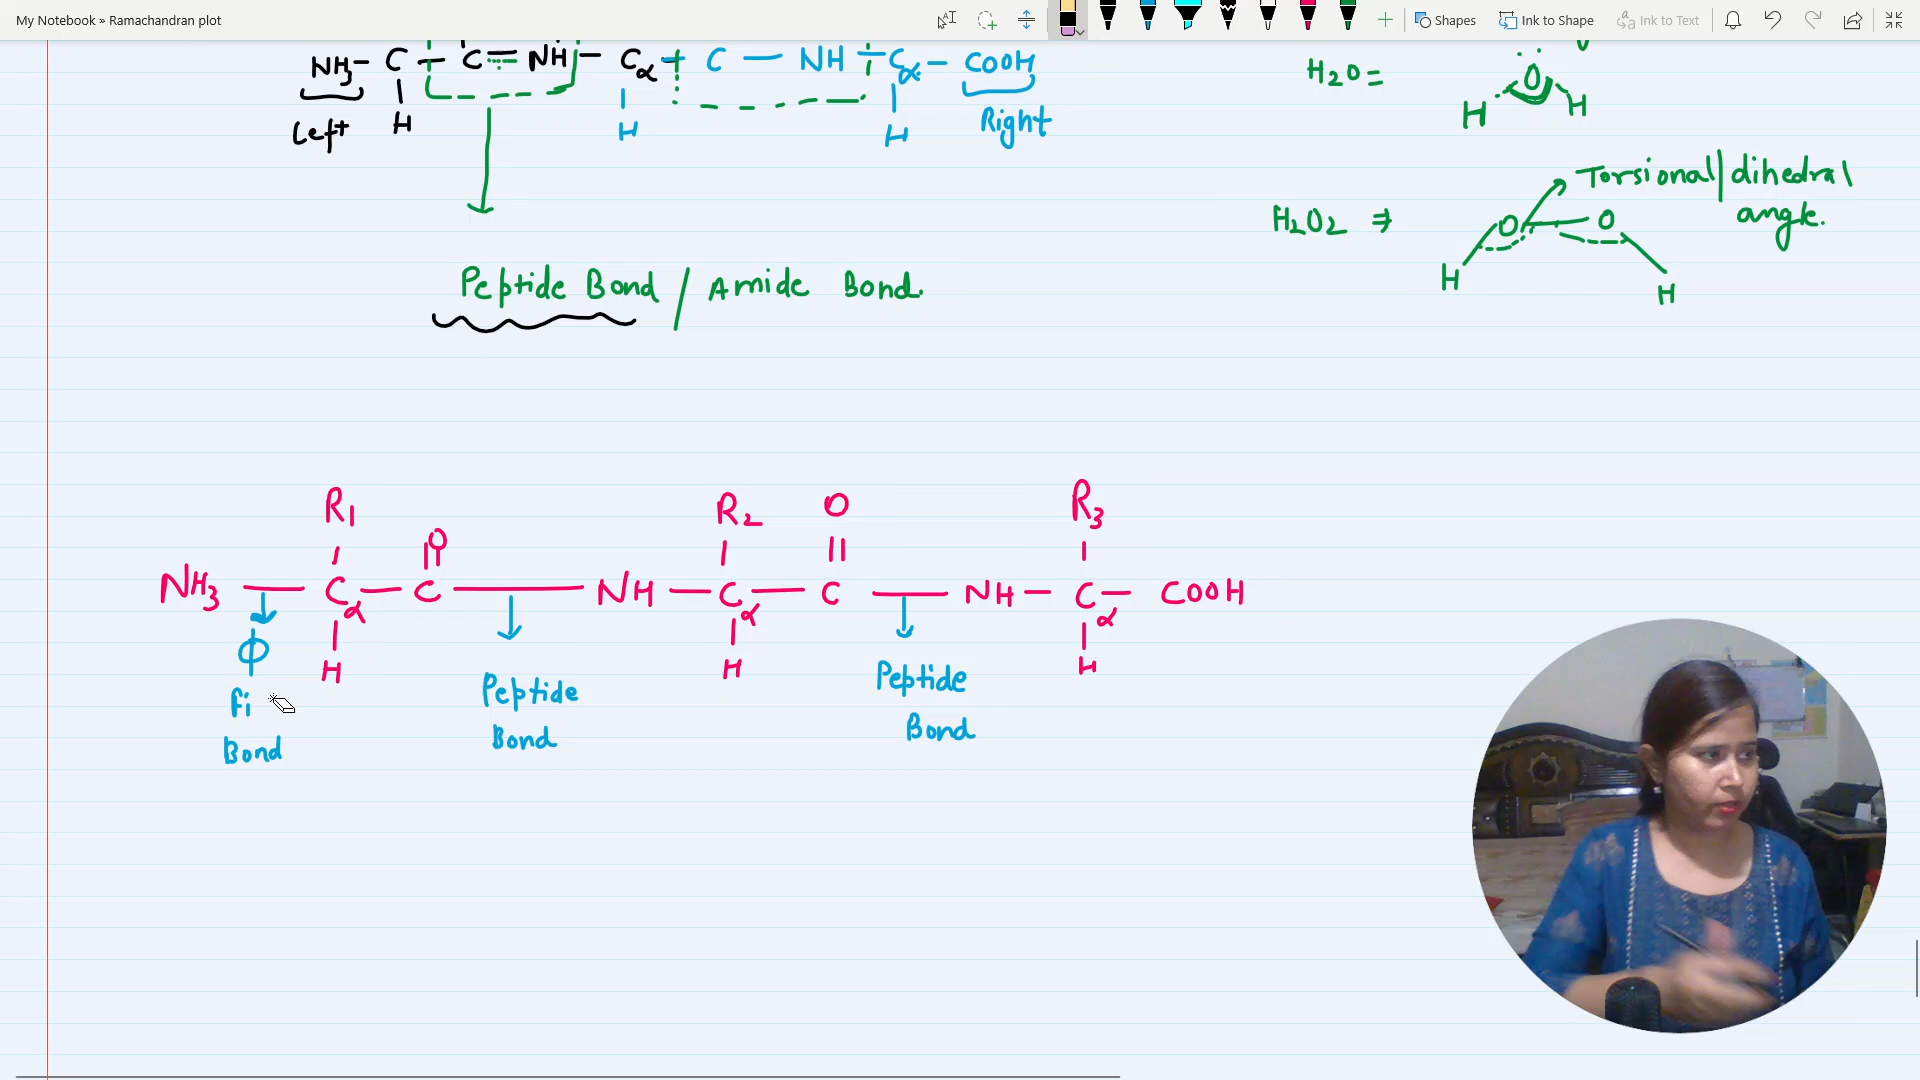 My Notebook » Ramachandran plot
Shapes
Ink to Shape
Ink to Text
NH3 – C – C = NH – Cα – C – NH – Cα – COOH
Left
H
H
H
Right
H2O =
O
H
H
Torsional/dihedral
angle.
H2O2 ⇒
O — O
H
H
Peptide Bond / Amide Bond.
R1
O
R2
O
R3
NH3 — Cα — C — NH — Cα — C — NH — Cα — COOH
H
H
H
ϕ
fi
Bond
Peptide
Bond
Peptide
Bond